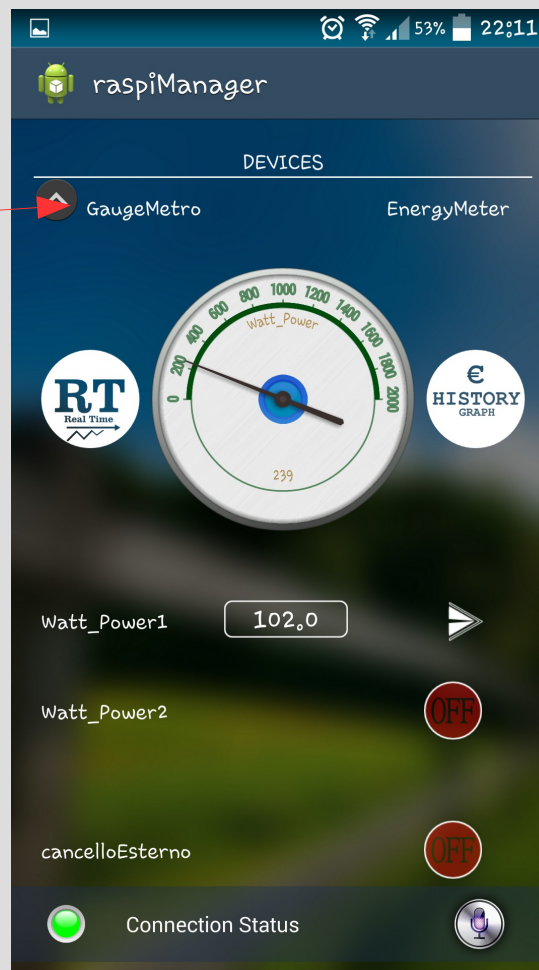 53% 22:11
raspiManager
DEVICES
GaugeMetro EnergyMeter
0 200 400 600 800 1000 1200 1400 1600 1800 2000
Watt_Power
239
RT
Real Time
€
HISTORY
GRAPH
Watt_Power1 102.0
Watt_Power2 OFF
cancelloEsterno OFF
Connection Status